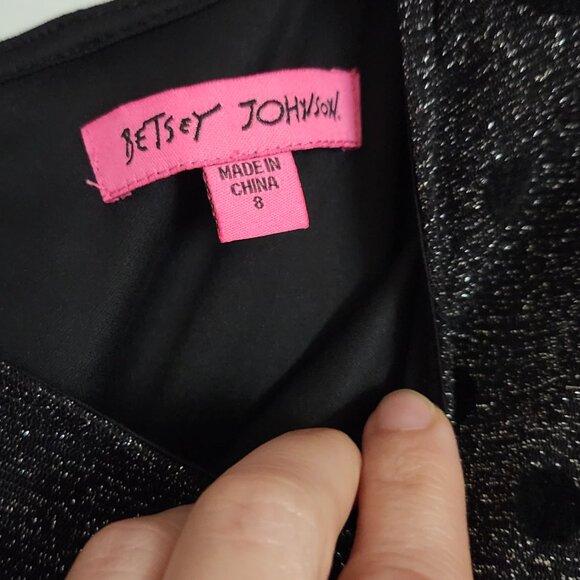 BETSEY JOHNSON.
MADE IN
CHINA
8